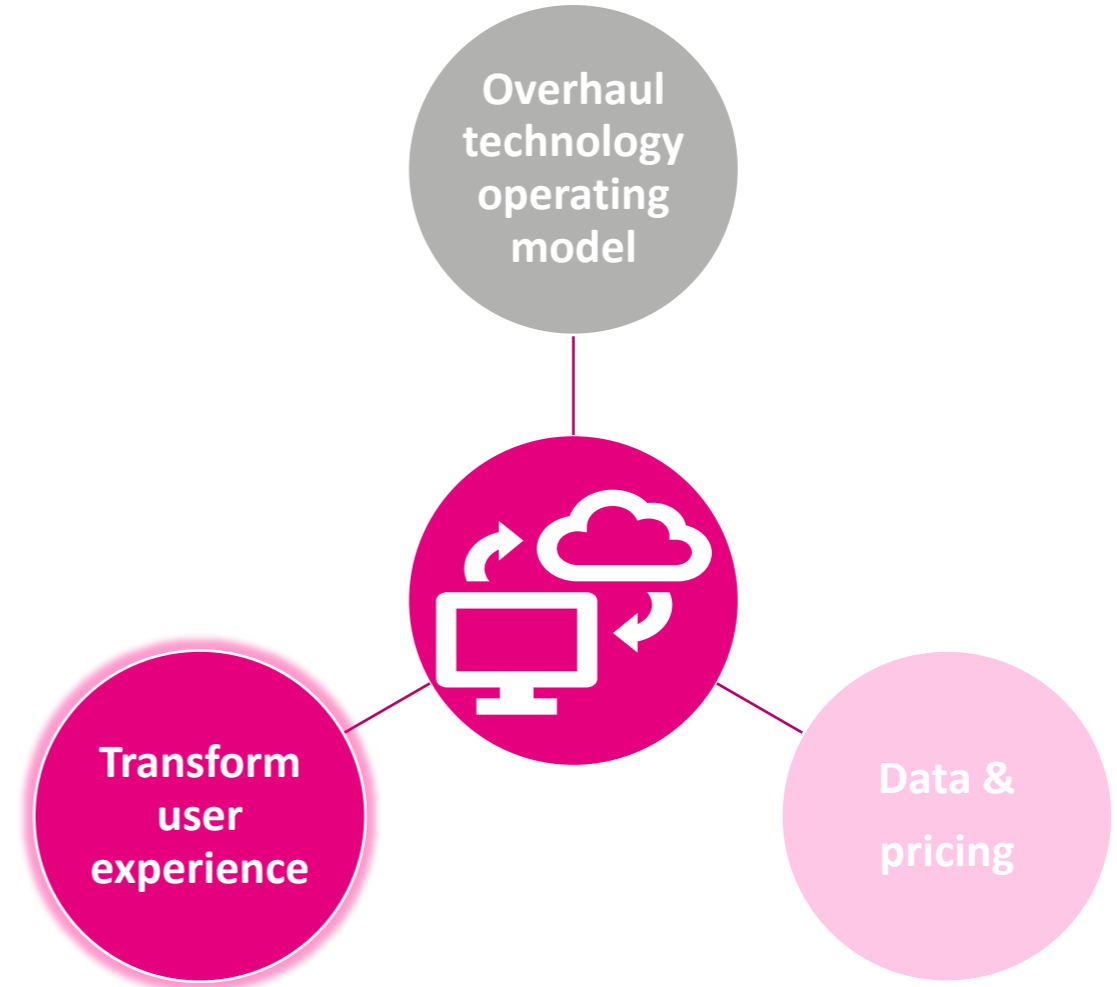 Overhaul
technology
operating
model
Transform
user
experience
Data &
pricing